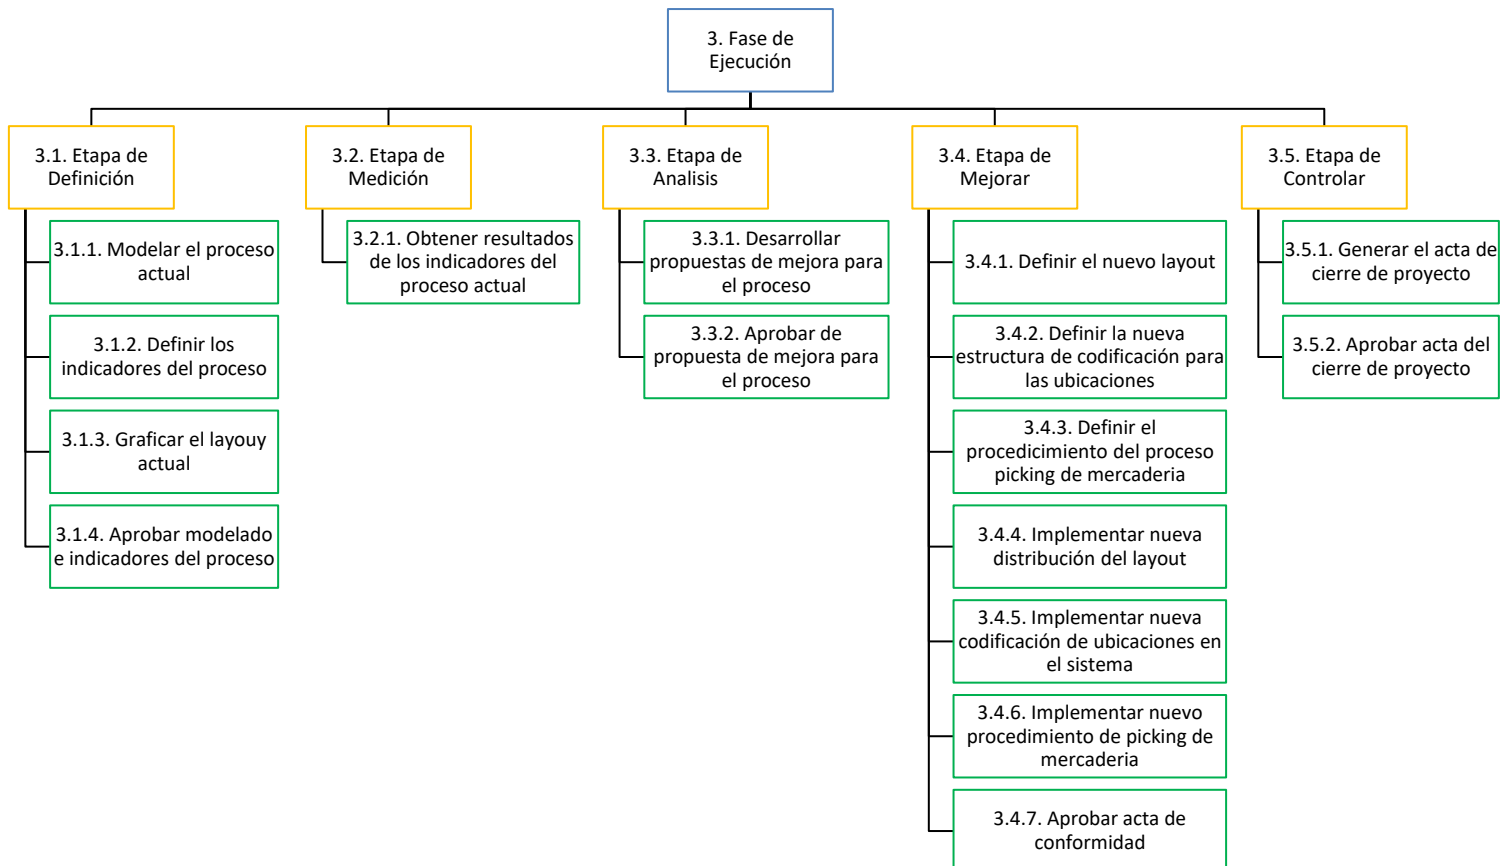 3. Fase de
Ejecución
3.1. Etapa de
Definición
3.1.1. Modelar el proceso
actual
3.1.2. Definir los
indicadores del proceso
3.1.3. Graficar el layouy
actual
3.1.4. Aprobar modelado
e indicadores del proceso
3.2. Etapa de
Medición
3.2.1. Obtener resultados
de los indicadores del
proceso actual
3.3. Etapa de
Analisis
3.3.1. Desarrollar
propuestas de mejora para
el proceso
3.3.2. Aprobar de
propuesta de mejora para
el proceso
3.4. Etapa de
Mejorar
3.4.1. Definir el nuevo layout
3.4.2. Definir la nueva
estructura de codificación para
las ubicaciones
3.4.3. Definir el
procedicimiento del proceso
picking de mercaderia
3.4.4. Implementar nueva
distribución del layout
3.4.5. Implementar nueva
codificación de ubicaciones en
el sistema
3.4.6. Implementar nuevo
procedimiento de picking de
mercaderia
3.4.7. Aprobar acta de
conformidad
3.5. Etapa de
Controlar
3.5.1. Generar el acta de
cierre de proyecto
3.5.2. Aprobar acta del
cierre de proyecto